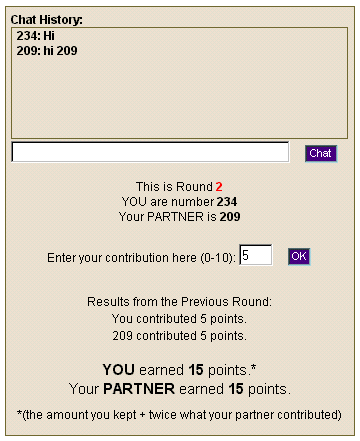 Chat History:
234: Hi
209: hi 209
Chat
This is Round 2
YOU are number 234
Your PARTNER is 209
Enter your contribution here (0-10): 5 OK
Results from the Previous Round:
You contributed 5 points.
209 contributed 5 points.
YOU earned 15 points.*
Your PARTNER earned 15 points.
*(the amount you kept + twice what your partner contributed)